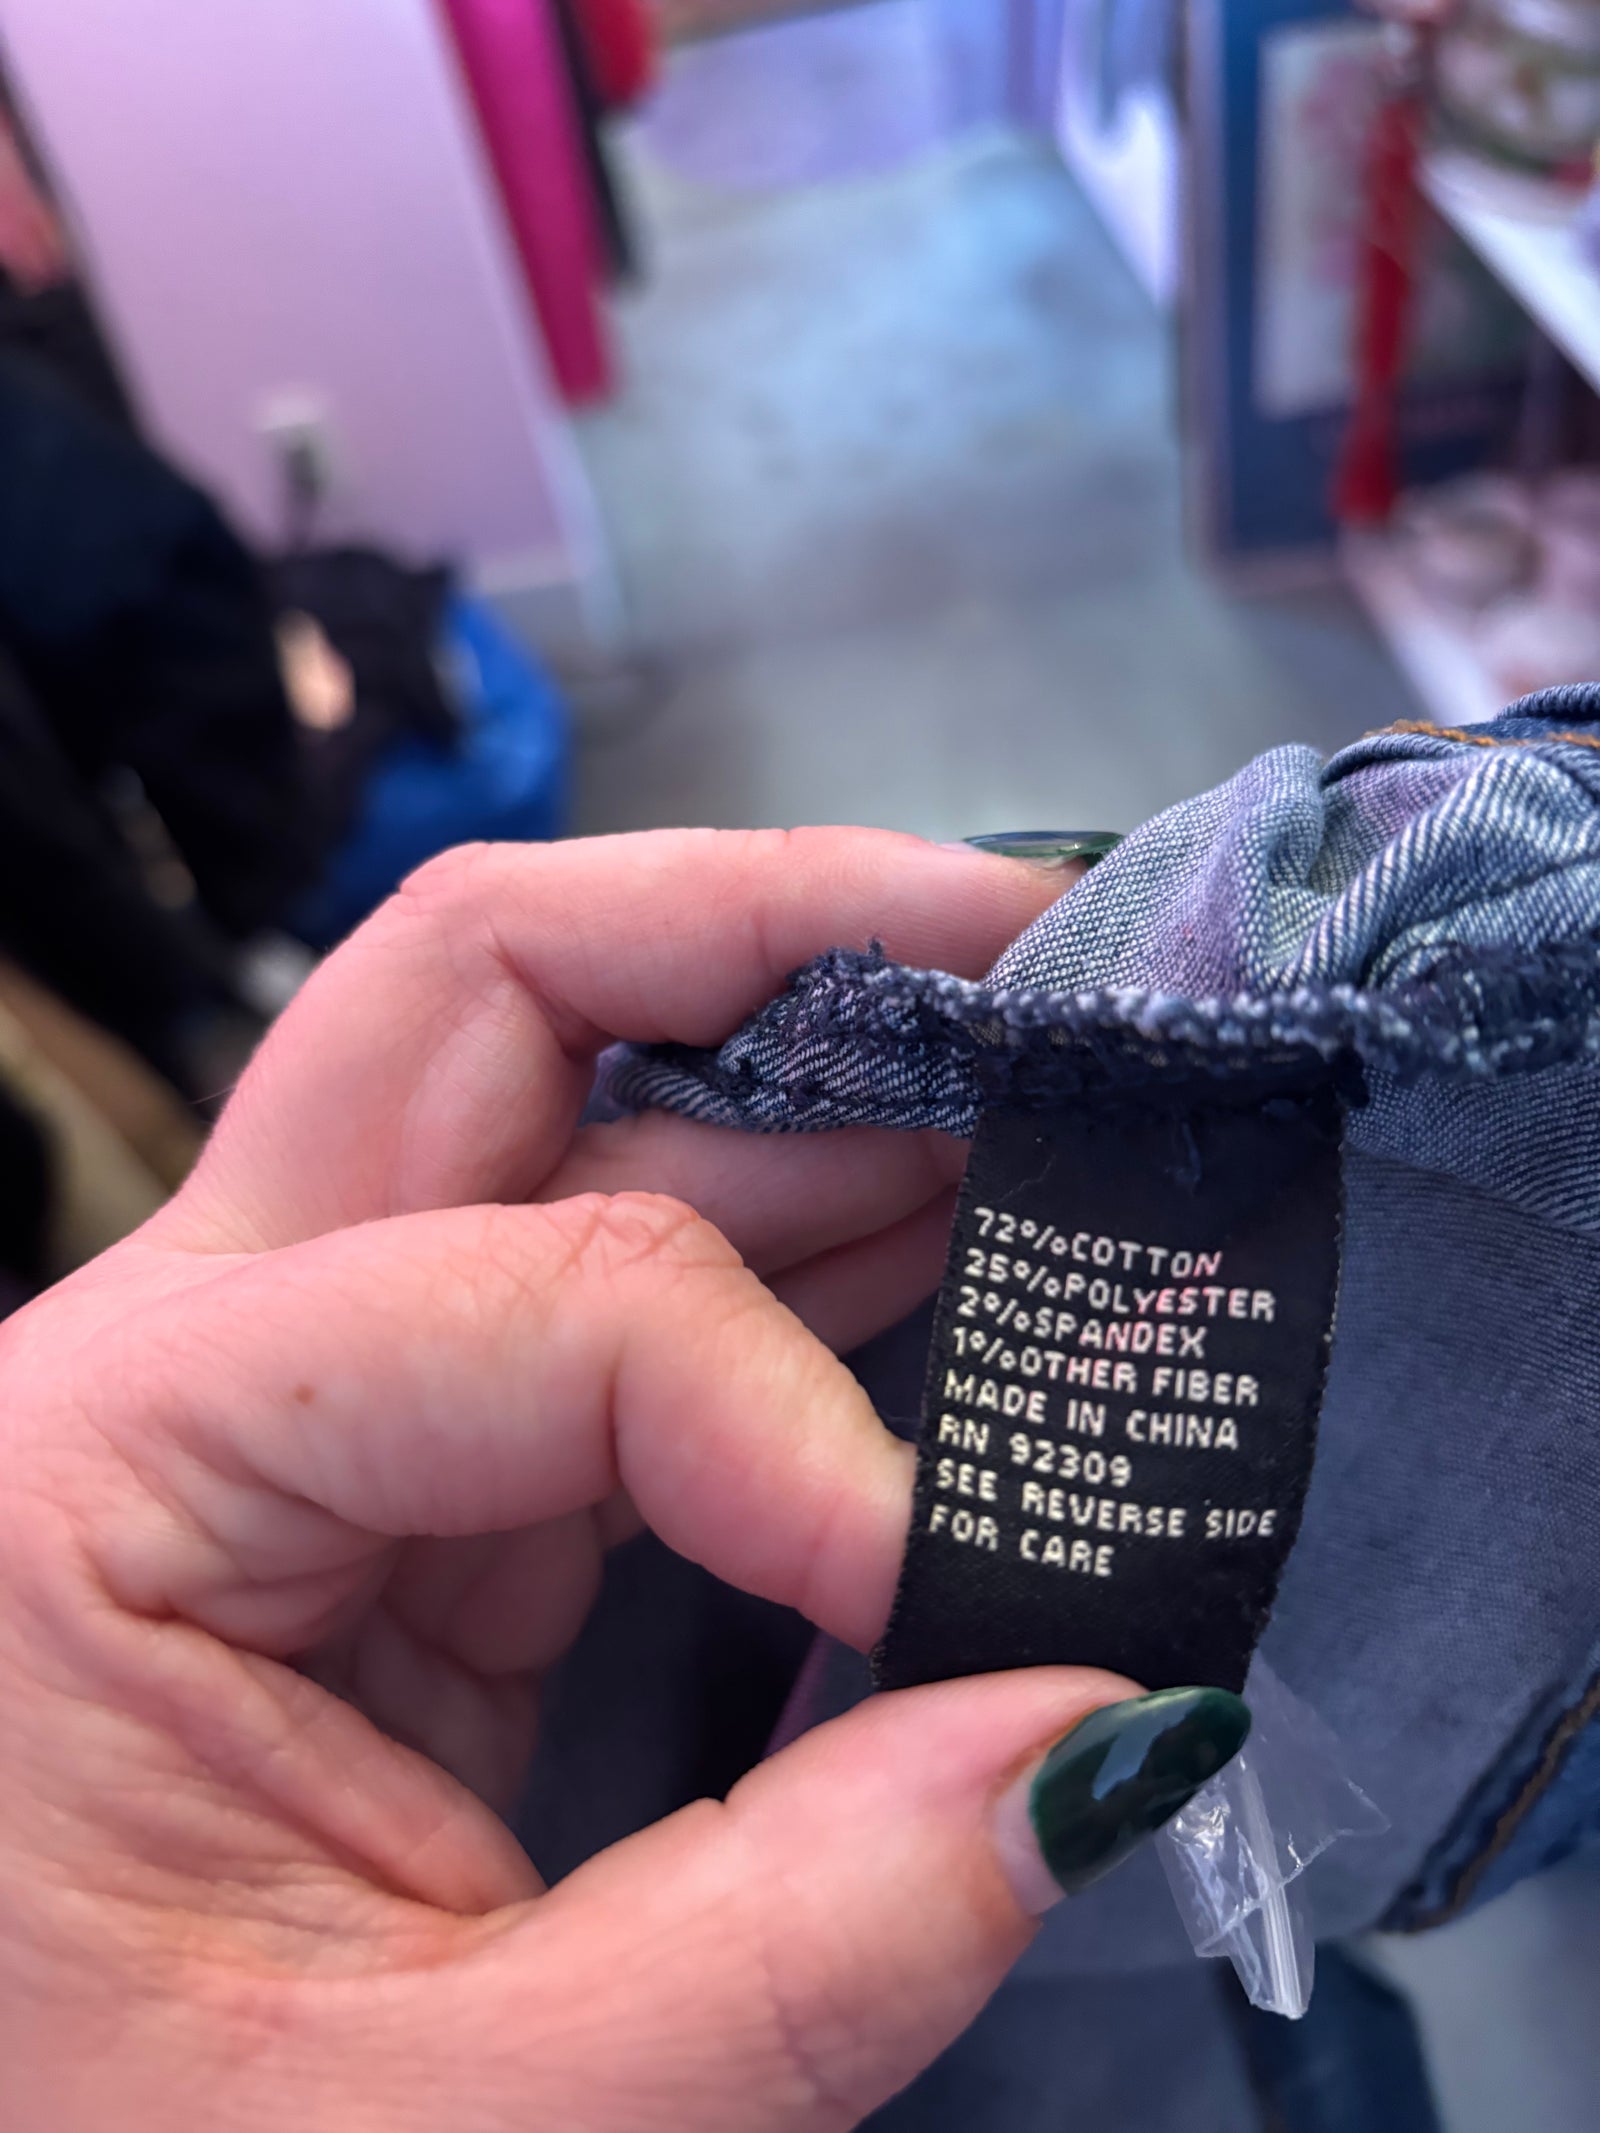 72%COTTON
25%POLYESTER
2%SPANDEX
1%OTHER FIBER
MADE IN CHINA
RN 92309
SEE REVERSE SIDE
FOR CARE